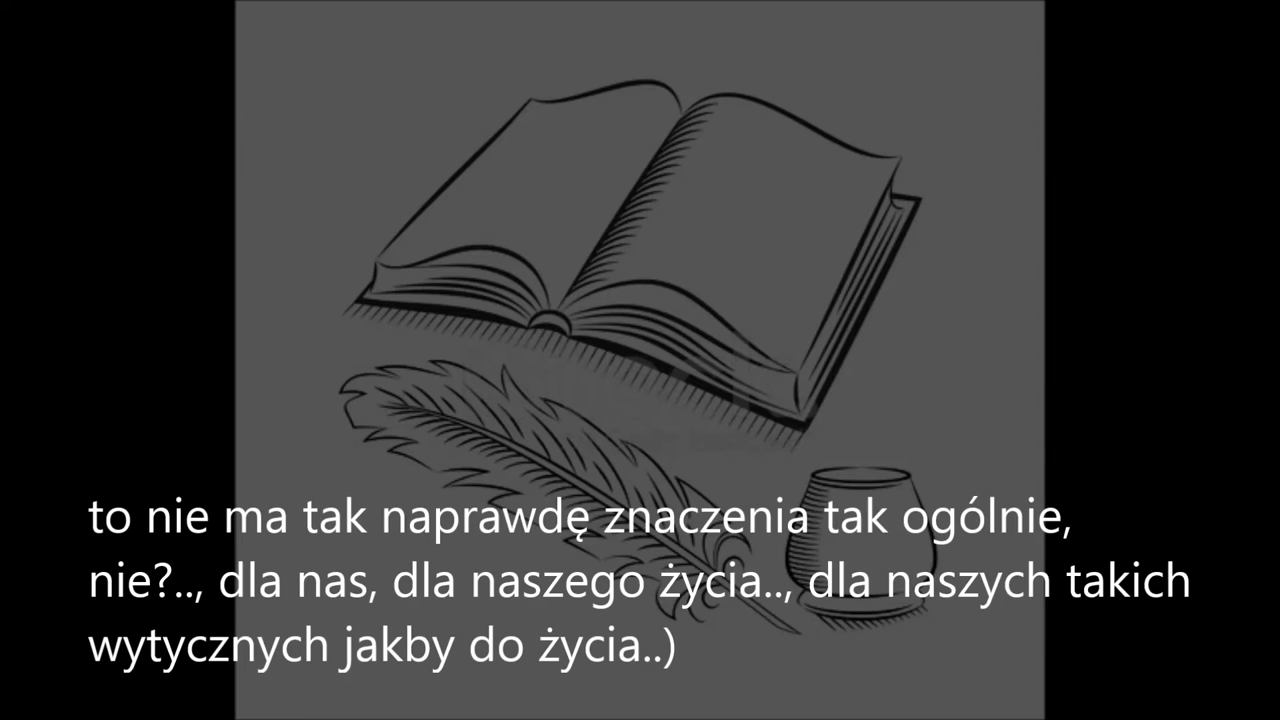 to nie ma tak naprawdę znaczenia tak ogólnie,
nie?.., dla nas, dla naszego życia.., dla naszych takich
wytycznych jakby do życia..)